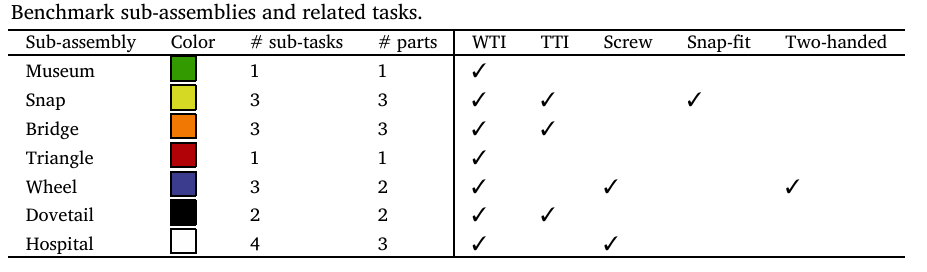 Benchmark sub-assemblies and related tasks.
Sub-assembly Color # sub-tasks # parts WTI TTI Screw Snap-fit Two-handed
Museum 1 1 ✓
Snap 3 3 ✓ ✓ ✓
Bridge 3 3 ✓ ✓
Triangle 1 1 ✓
Wheel 3 2 ✓ ✓ ✓
Dovetail 2 2 ✓ ✓
Hospital 4 3 ✓ ✓